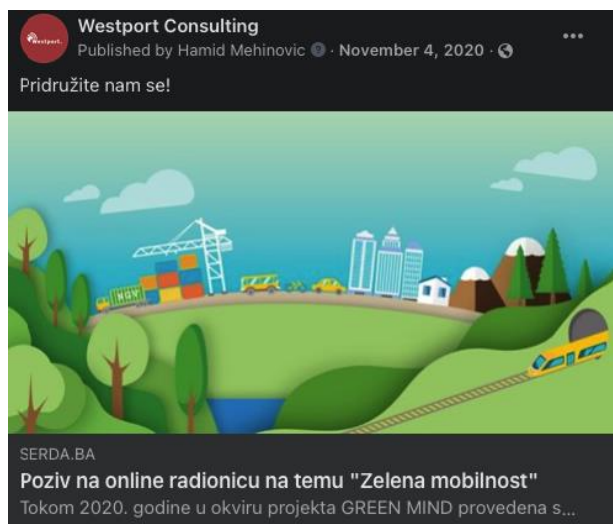 Westport.
Westport Consulting
Published by Hamid Mehinovic · November 4, 2020 ·
Pridružite nam se!
SERDA.BA
Poziv na online radionicu na temu "Zelena mobilnost"
Tokom 2020. godine u okviru projekta GREEN MIND provedena s...